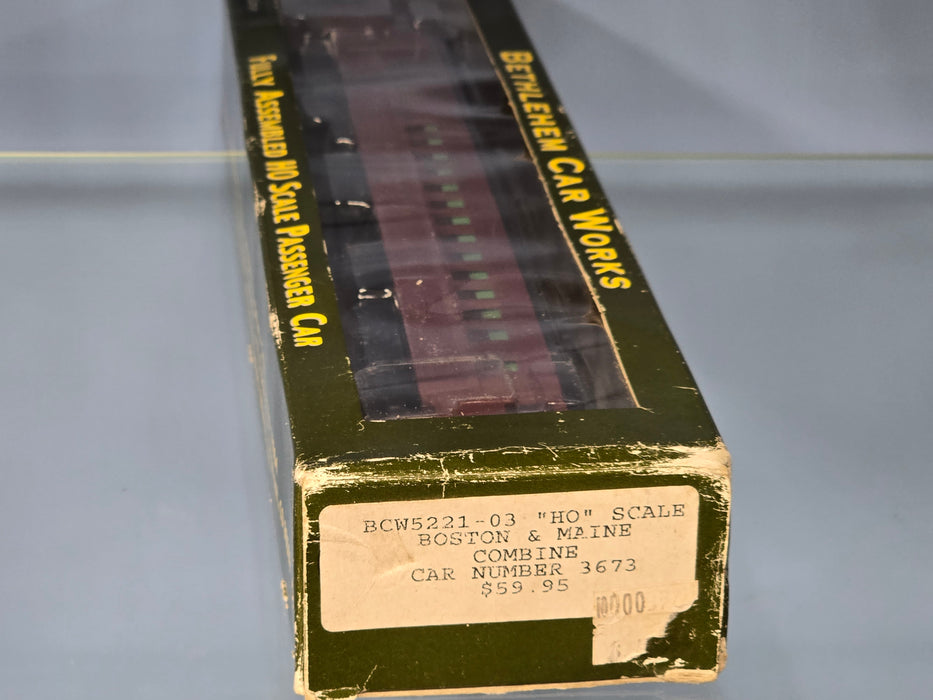 BETHLEHEM CAR WORKS
FULLY ASSEMBLED HO SCALE PASSENGER CAR
BCW5221-03 "HO" SCALE
BOSTON & MAINE
COMBINE
CAR NUMBER 3673
$59.95